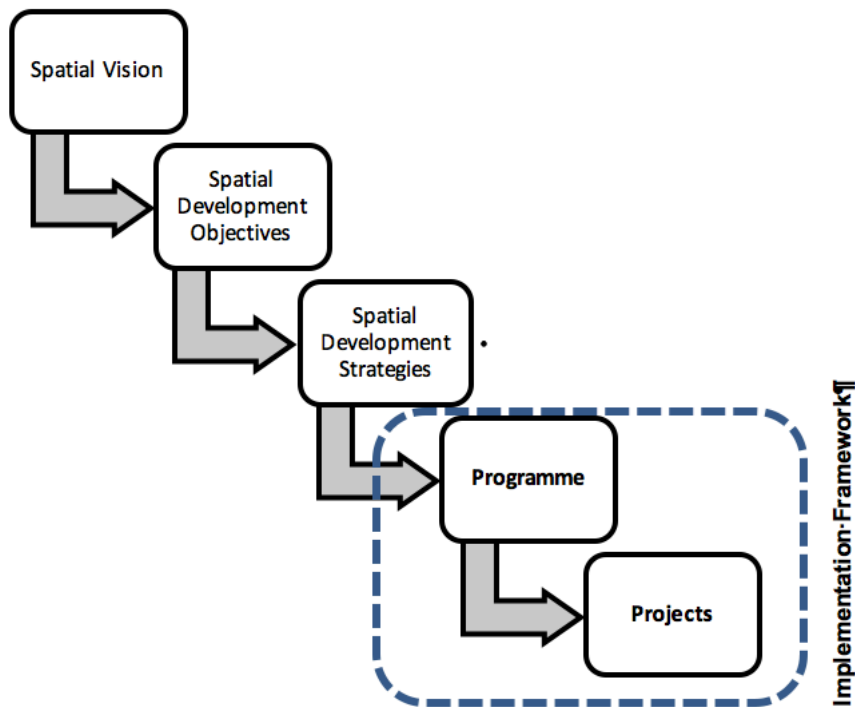 Spatial Vision
Spatial
Development
Objectives
Spatial
Development
Strategies
Programme
Projects
Implementation·Framework¶